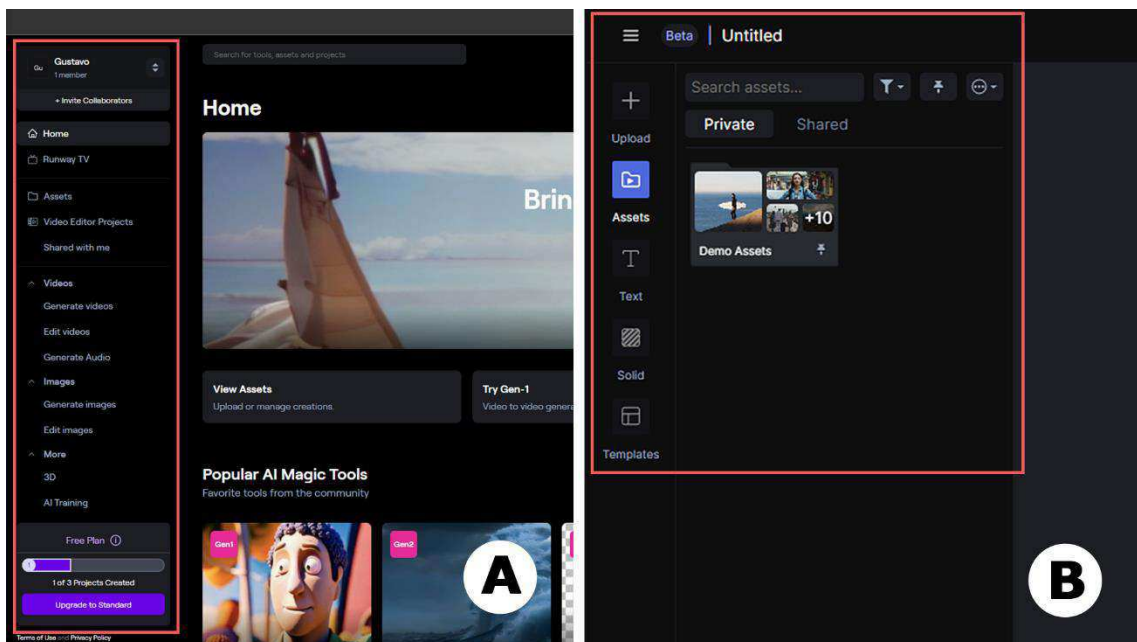 Gu
Gustavo
1 member
+ Invite Collaborators
Home
Runway TV
Assets
Video Editor Projects
Shared with me
Videos
Generate videos
Edit videos
Generate Audio
Images
Generate images
Edit images
More
3D
AI Training
Free Plan
1
1 of 3 Projects Created
Upgrade to Standard
Terms of Use and Privacy Policy
Search for tools, assets and projects
Home
Brin
View Assets
Upload or manage creations.
Try Gen-1
Video to video genera
Popular AI Magic Tools
Favorite tools from the community
Gen1
Gen2
A
Beta | Untitled
Upload
Assets
Text
Solid
Templates
Search assets...
Private Shared
+10
Demo Assets
B